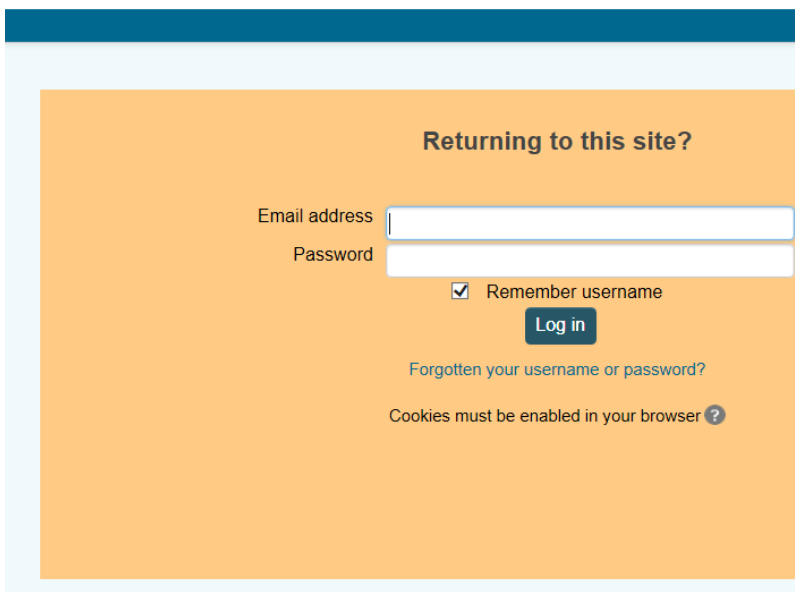 Returning to this site?
Email address
Password
Remember username
Log in
Forgotten your username or password?
Cookies must be enabled in your browser ?